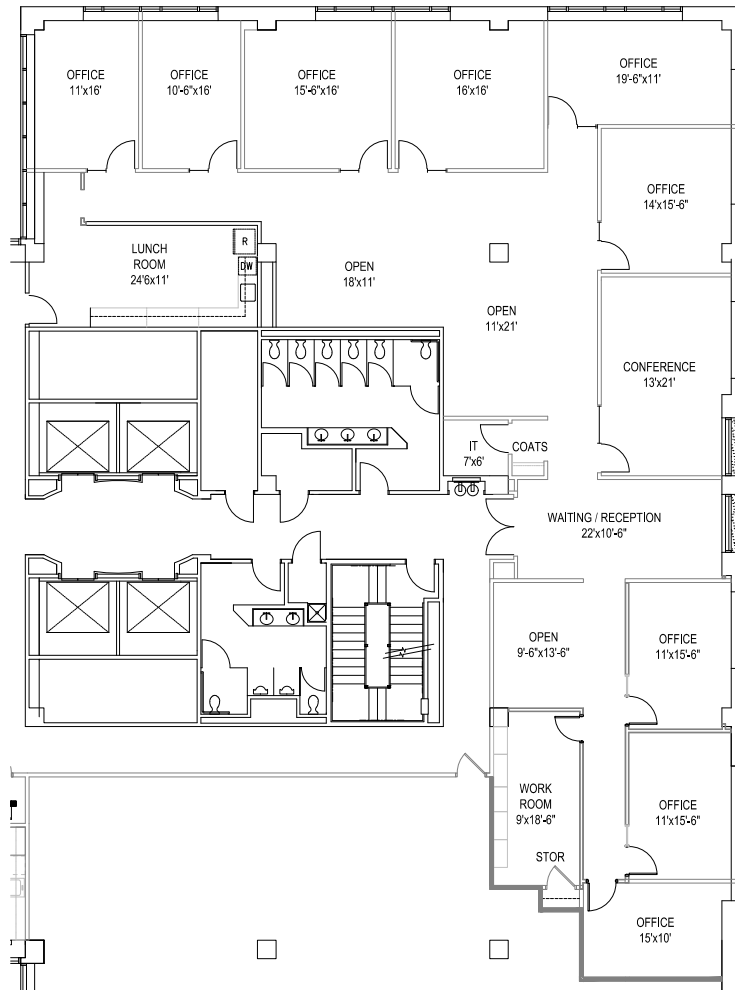 OFFICE
11'x16'
OFFICE
10'-6"x16'
OFFICE
15'-6"x16'
OFFICE
16'x16'
OFFICE
19'-6"x11'
OFFICE
14'x15'-6"
LUNCH
ROOM
24'6x11'
R
DW
OPEN
18'x11'
OPEN
11'x21'
CONFERENCE
13'x21'
IT
7'x6'
COATS
WAITING / RECEPTION
22'x10'-6"
OPEN
9'-6"x13'-6"
OFFICE
11'x15'-6"
WORK
ROOM
9'x18'-6"
OFFICE
11'x15'-6"
STOR
OFFICE
15'x10'